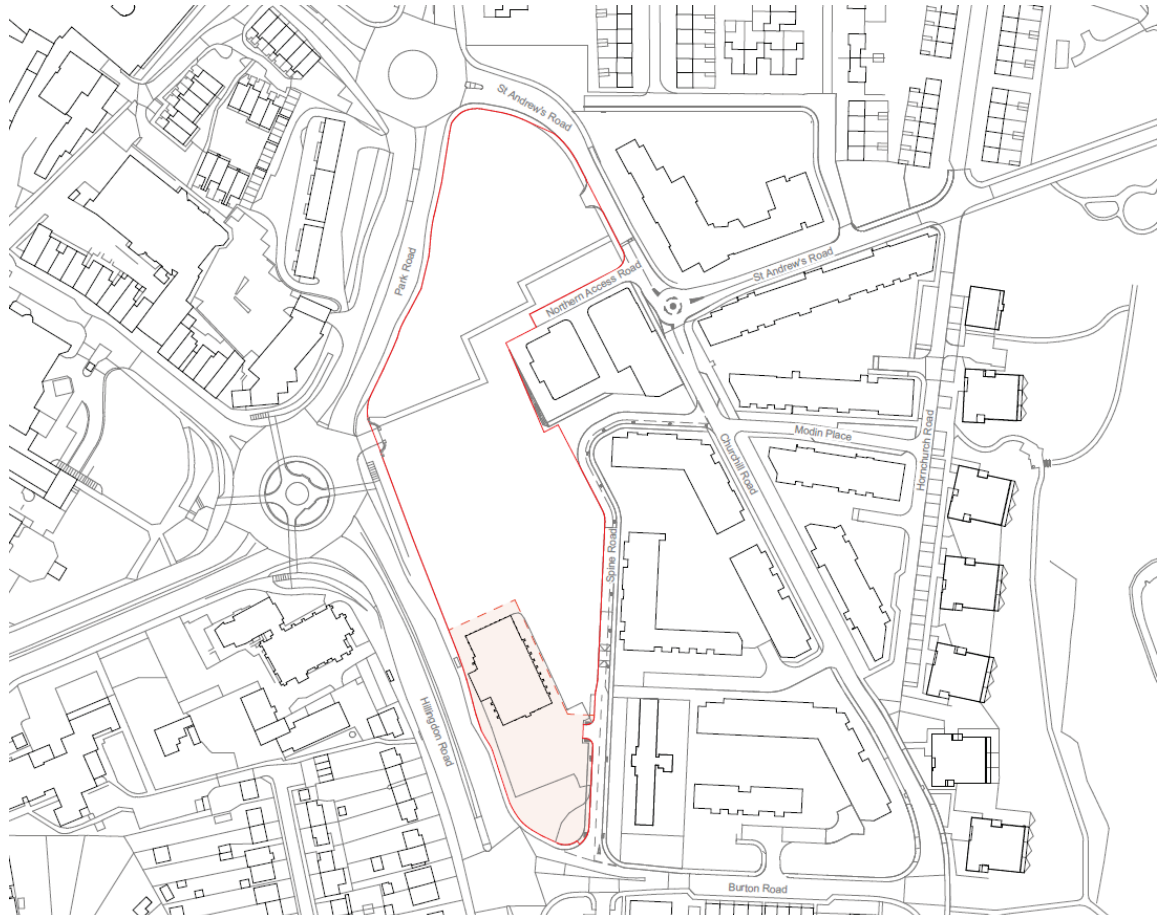 St Andrew's Road
Park Road
St Andrew's Road
Northern Access Road
Modin Place
Churchill Road
Hornchurch Road
Spine Road
Hillingdon Road
Burton Road